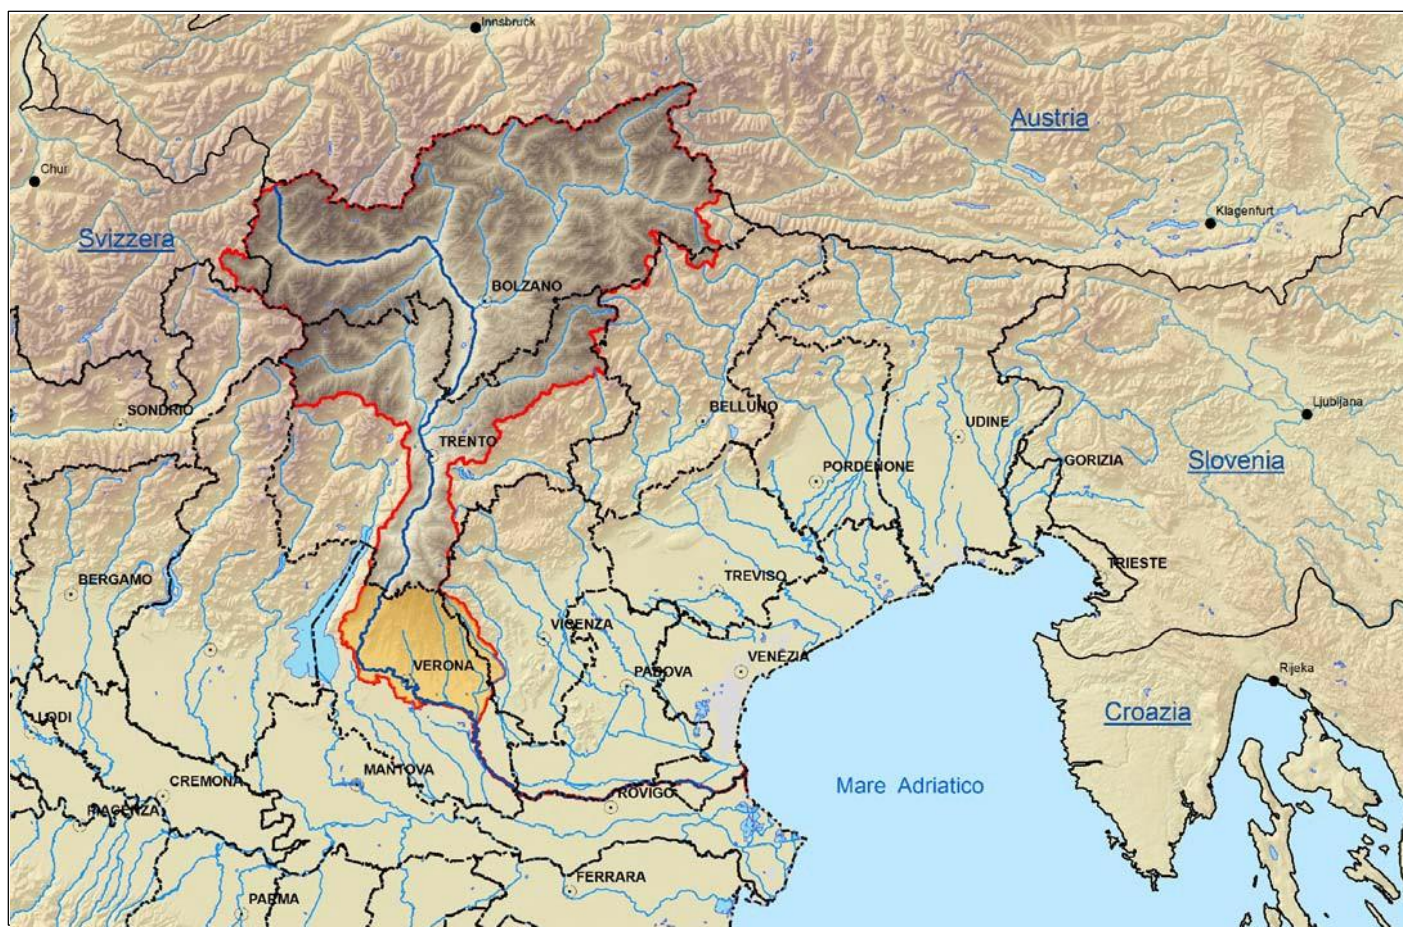 Innsbruck
Austria
Chur
Klagenfurt
Svizzera
BOLZANO
SONDRIO
BELLUNO
Ljubljana
UDINE
TRENTO
GORIZIA
Slovenia
PORDENONE
TRIESTE
BERGAMO
TREVISO
VICENZA
VENEZIA
VERONA
PADOVA
Rijeka
Croazia
LODI
MANTOVA
CREMONA
Mare Adriatico
ROVIGO
PIACENZA
FERRARA
PARMA